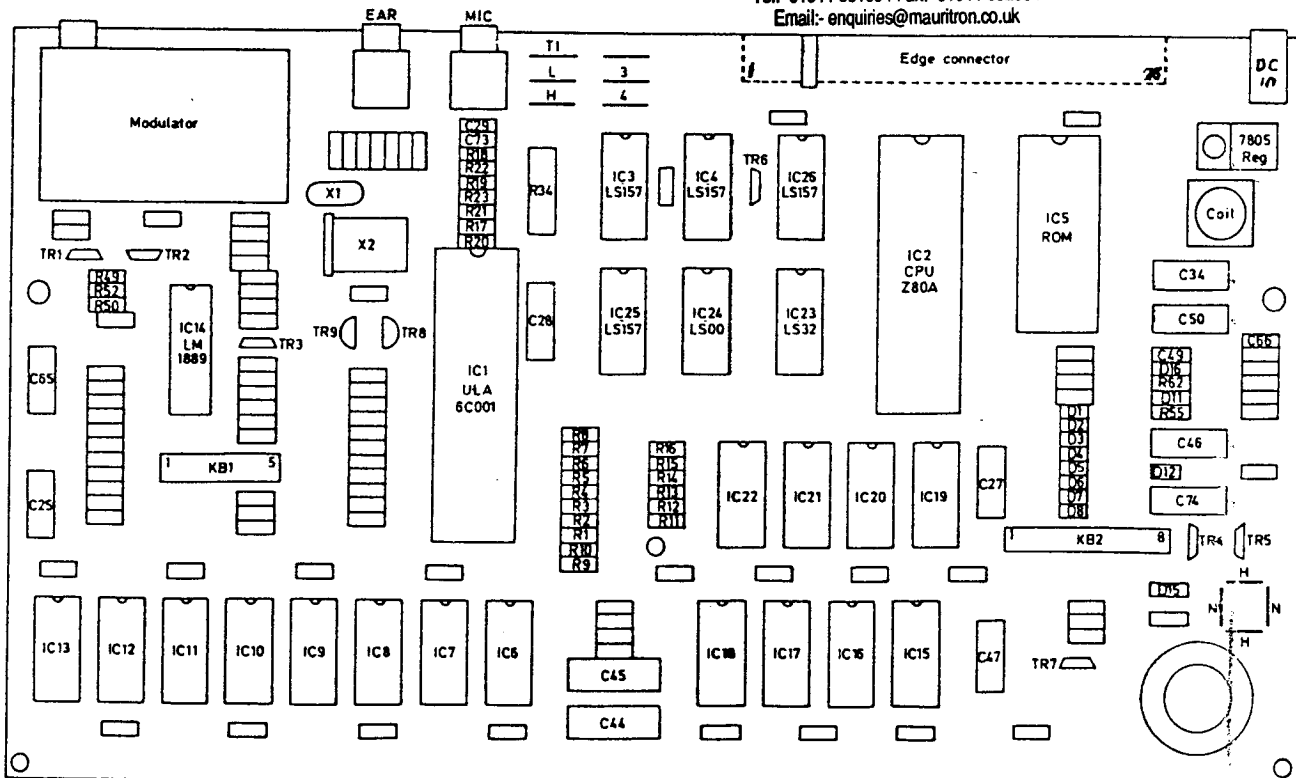 Email:- enquiries@mauritron.co.uk
EAR
MIC
T1
L
H
3
4
Edge connector
DC
in
Modulator
C29
C73
R18
R22
R19
R23
R21
R17
R20
R34
IC3
LS157
IC4
LS157
TR6
IC26
LS157
7805
Reg
X1
X2
IC2
CPU
Z80A
IC5
ROM
Coil
TR1
TR2
R49
R52
R50
IC14
LM
1889
TR3
TR9
TR8
C28
IC25
LS157
IC24
LS00
IC23
LS32
C34
C50
C66
C65
IC1
ULA
6C001
C49
D16
R62
D11
R55
D1
D2
D3
D4
D5
D6
D7
D8
C46
D12
C74
1 KB1 5
C25
R8
R7
R6
R5
R4
R3
R2
R1
R10
R9
R16
R15
R14
R13
R12
R11
IC22
IC21
IC20
IC19
C27
1 KB2 8
TR4
TR5
D15
H
N
N
H
IC13
IC12
IC11
IC10
IC9
IC8
IC7
IC6
C45
C44
IC18
IC17
IC16
IC15
C47
TR7